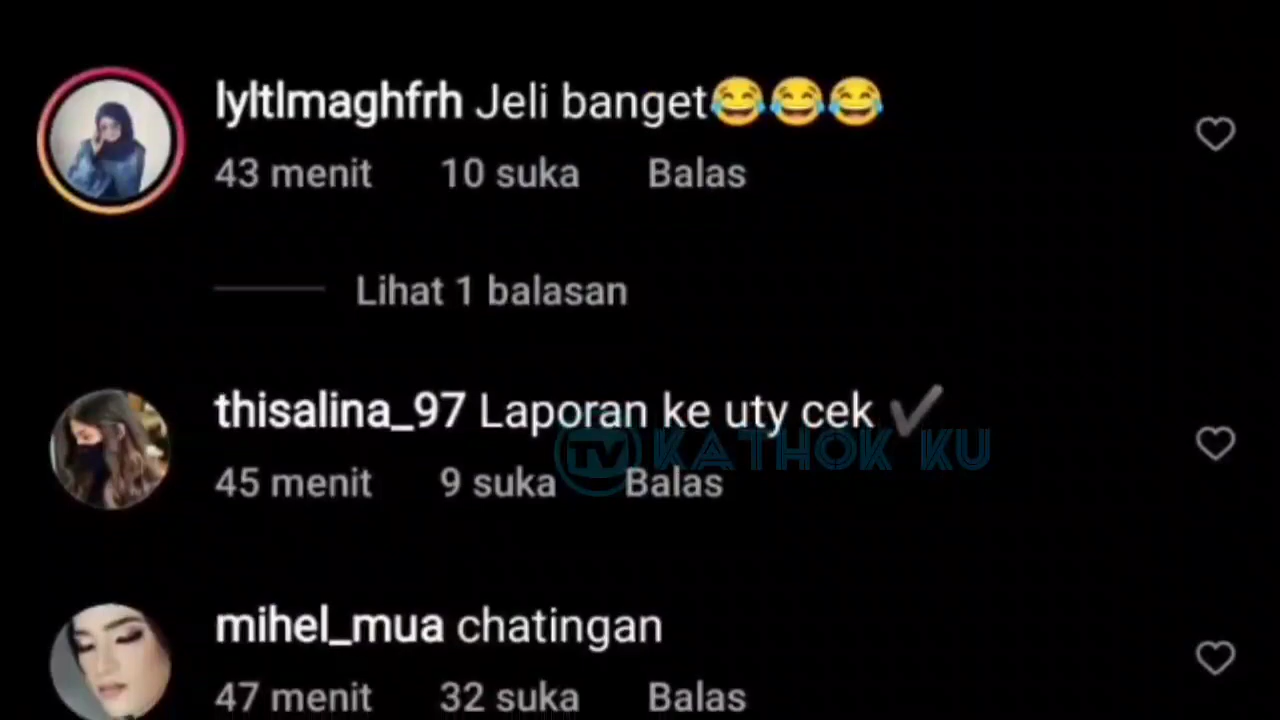 lyltlmaghfrh Jeli banget😂😂😂
43 menit 10 suka Balas
Lihat 1 balasan
thisalina_97 Laporan ke uty cek ✔
TV KATHOK KU
45 menit 9 suka Balas
mihel_mua chatingan
47 menit 32 suka Balas